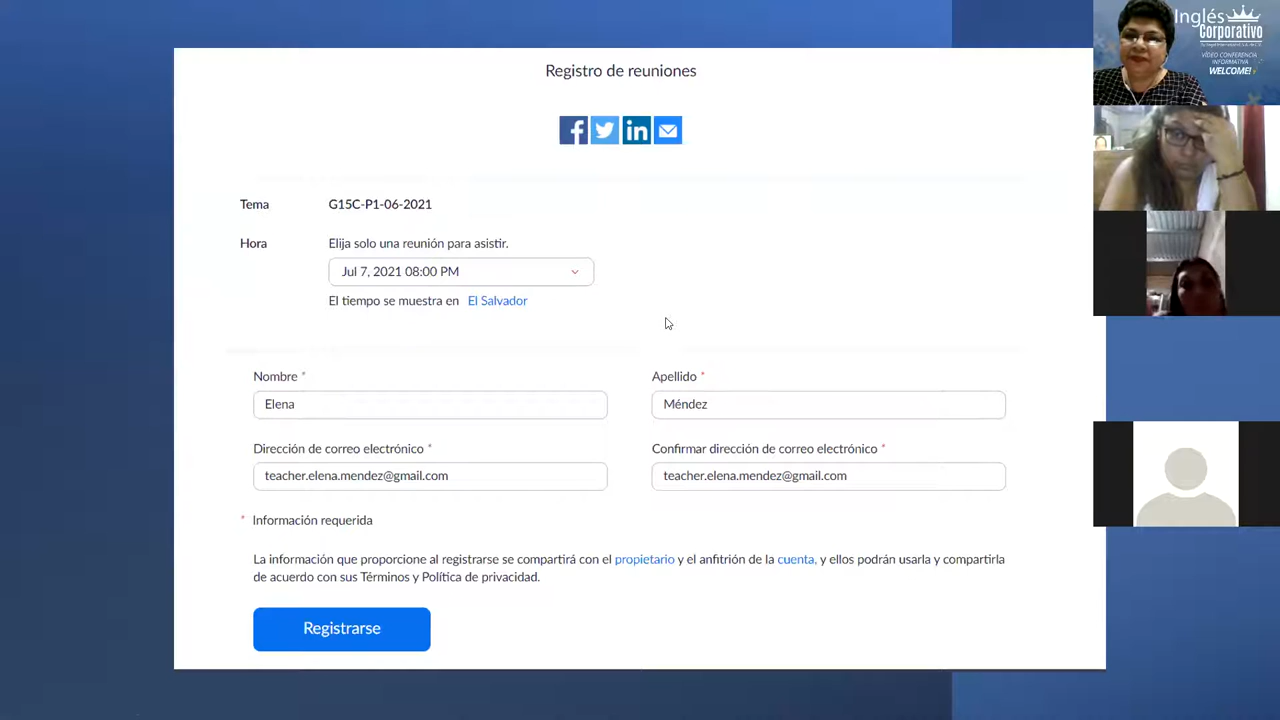 Registro de reuniones
Tema G15C-P1-06-2021
Hora Elija solo una reunión para asistir.
Jul 7, 2021 08:00 PM
El tiempo se muestra en El Salvador
Nombre * Apellido *
Elena Méndez
Dirección de correo electrónico * Confirmar dirección de correo electrónico *
teacher.elena.mendez@gmail.com teacher.elena.mendez@gmail.com
* Información requerida
La información que proporcione al registrarse se compartirá con el propietario y el anfitrión de la cuenta, y ellos podrán usarla y compartirla
de acuerdo con sus Términos y Política de privacidad.
Registrarse
Inglés
Corporativo
VÍDEO CONFERENCIA
INFORMATIVA
WELCOME!